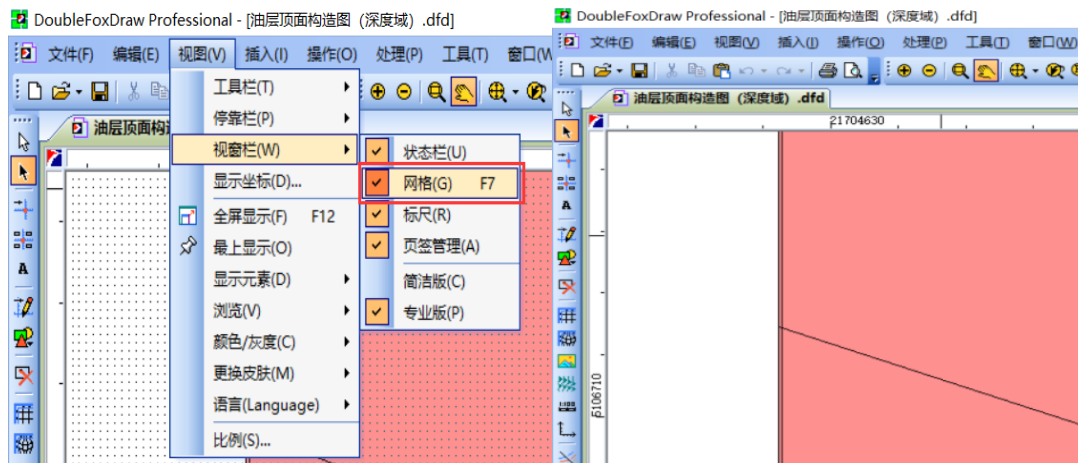 DoubleFoxDraw Professional - [油层顶面构造图（深度域）.dfd]
文件(F) 编辑(E) 视图(V) 插入(I) 操作(O) 处理(P) 工具(T) 窗口(W
油层顶面构
工具栏(T)
停靠栏(P)
视窗栏(W)
显示坐标(D)...
全屏显示(F) F12
最上显示(O)
显示元素(D)
浏览(V)
颜色/灰度(C)
更换皮肤(M)
语言(Language)
比例(S)...
状态栏(U)
网格(G) F7
标尺(R)
页签管理(A)
简洁版(C)
专业版(P)
A
DoubleFoxDraw Professional - [油层顶面构造图（深度域）.dfd]
文件(F) 编辑(E) 视图(V) 插入(I) 操作(O) 处理(P) 工具(T) 窗口(W)
油层顶面构造图（深度域）.dfd
21704630
A
5106710